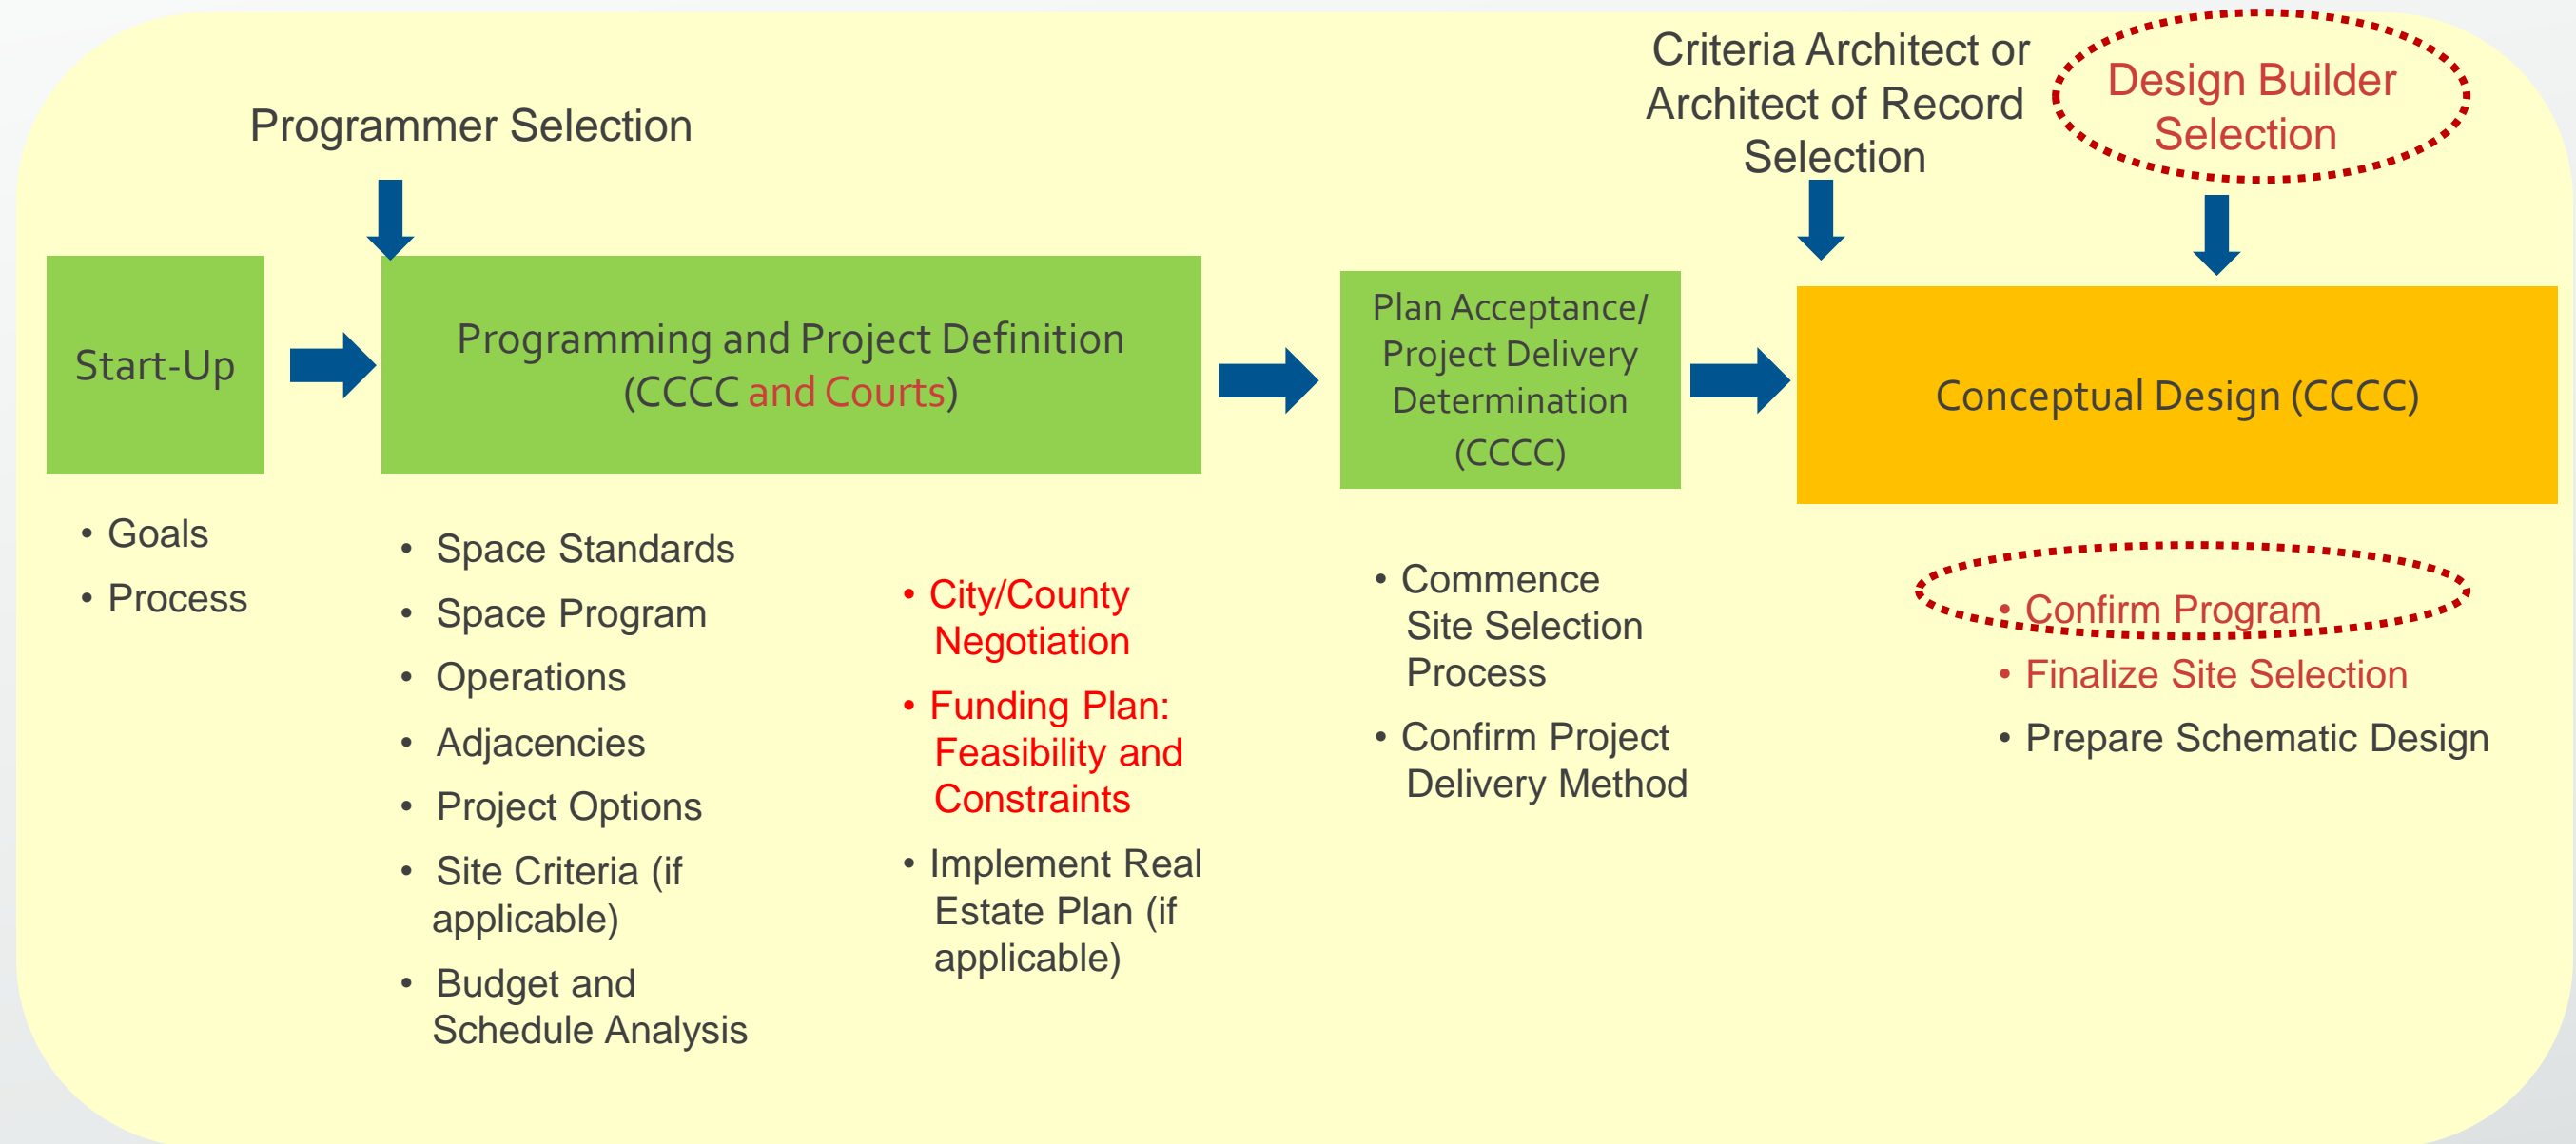 Programmer Selection
Criteria Architect or
Architect of Record
Selection
Design Builder
Selection
Start-Up
Programming and Project Definition
(CCCC and Courts)
Plan Acceptance/
Project Delivery
Determination
(CCCC)
Conceptual Design (CCCC)
• Goals
• Process
• Space Standards
• Space Program
• Operations
• Adjacencies
• Project Options
• Site Criteria (if
applicable)
• Budget and
Schedule Analysis
• City/County
Negotiation
• Funding Plan:
Feasibility and
Constraints
• Implement Real
Estate Plan (if
applicable)
• Commence
Site Selection
Process
• Confirm Project
Delivery Method
• Confirm Program
• Finalize Site Selection
• Prepare Schematic Design